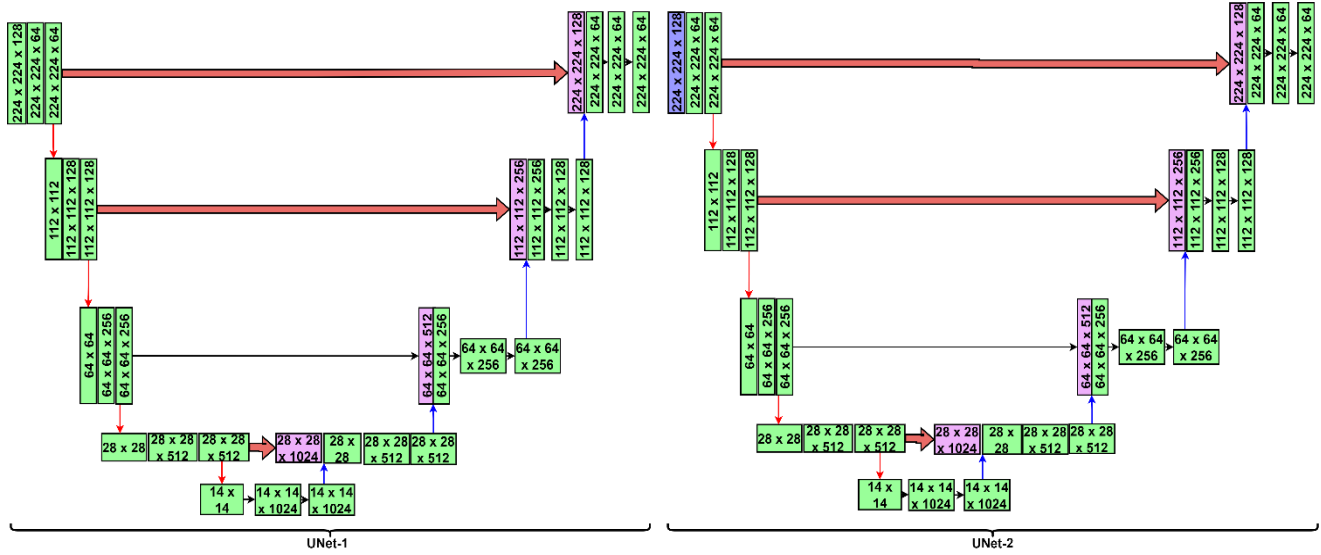 224 x 224 x 128
224 x 224 x 64
224 x 224 x 64
224 x 224 x 128
224 x 224 x 64
224 x 224 x 64
224 x 224 x 64
112 x 112
112 x 112 x 128
112 x 112 x 128
112 x 112 x 256
112 x 112 x 256
112 x 112 x 128
112 x 112 x 128
64 x 64
64 x 64 x 256
64 x 64 x 256
64 x 64 x 512
64 x 64 x 256
64 x 64
x 256
64 x 64
x 256
28 x 28
28 x 28
x 512
28 x 28
x 512
28 x 28
x 1024
28 x
28
28 x 28
x 512
28 x 28
x 512
14 x
14
14 x 14
x 1024
14 x 14
x 1024
UNet-1
224 x 224 x 128
224 x 224 x 64
224 x 224 x 64
224 x 224 x 128
224 x 224 x 64
224 x 224 x 64
224 x 224 x 64
112 x 112
112 x 112 x 128
112 x 112 x 128
112 x 112 x 256
112 x 112 x 256
112 x 112 x 128
112 x 112 x 128
64 x 64
64 x 64 x 256
64 x 64 x 256
64 x 64 x 512
64 x 64 x 256
64 x 64
x 256
64 x 64
x 256
28 x 28
28 x 28
x 512
28 x 28
x 512
28 x 28
x 1024
28 x
28
28 x 28
x 512
28 x 28
x 512
14 x
14
14 x 14
x 1024
14 x 14
x 1024
UNet-2